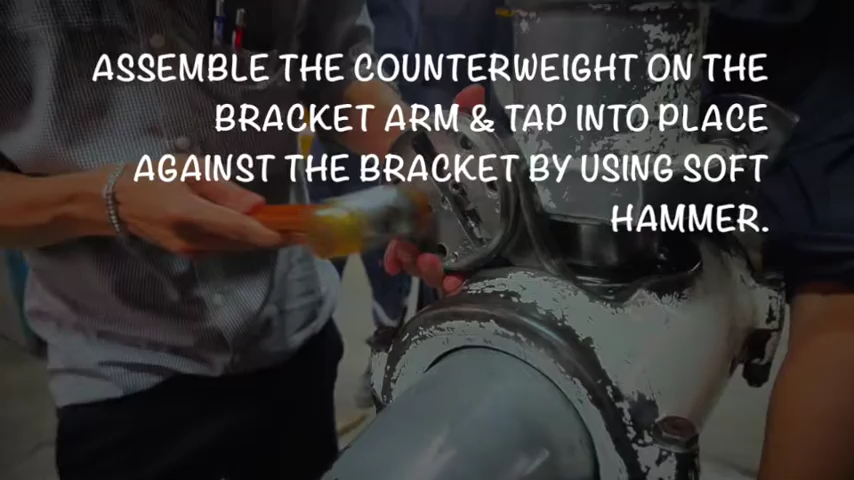 ASSEMBLE THE COUNTERWEIGHT ON THE
BRACKET ARM & TAP INTO PLACE
AGAINST THE BRACKET BY USING SOFT
HAMMER.